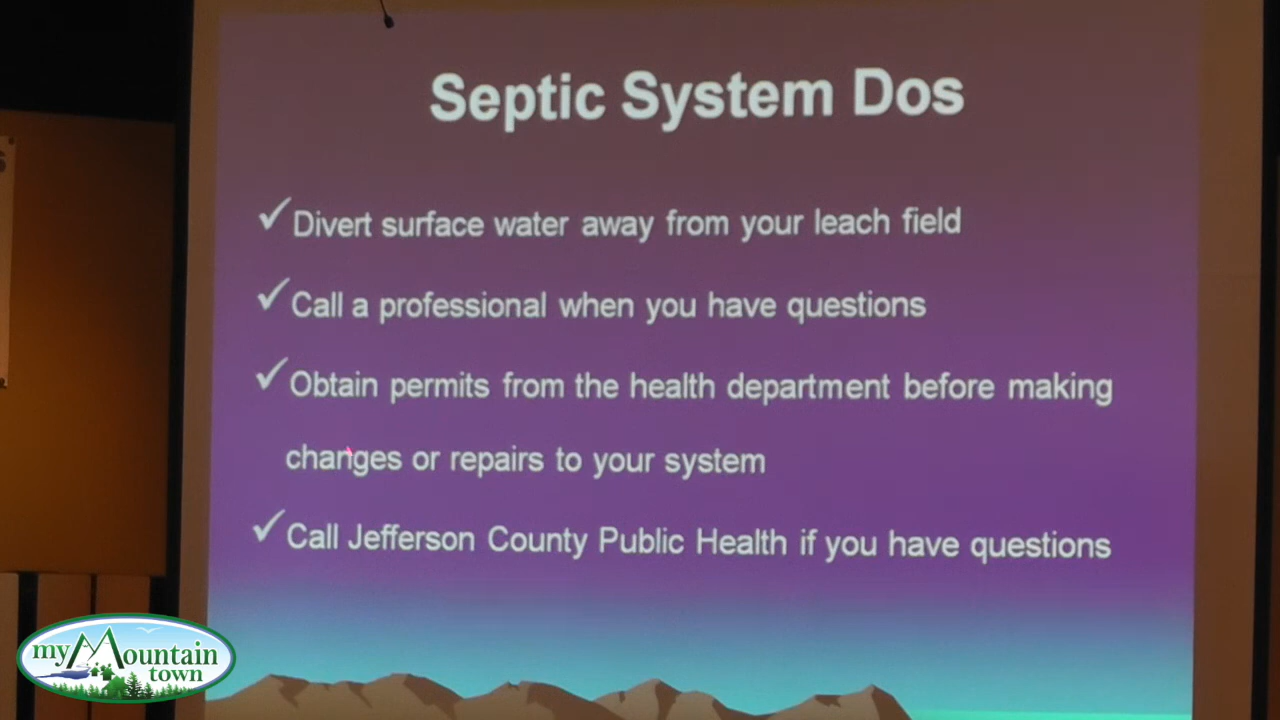 Septic System Dos
✓Divert surface water away from your leach field
✓Call a professional when you have questions
✓Obtain permits from the health department before making
changes or repairs to your system
✓Call Jefferson County Public Health if you have questions
my Mountain
town